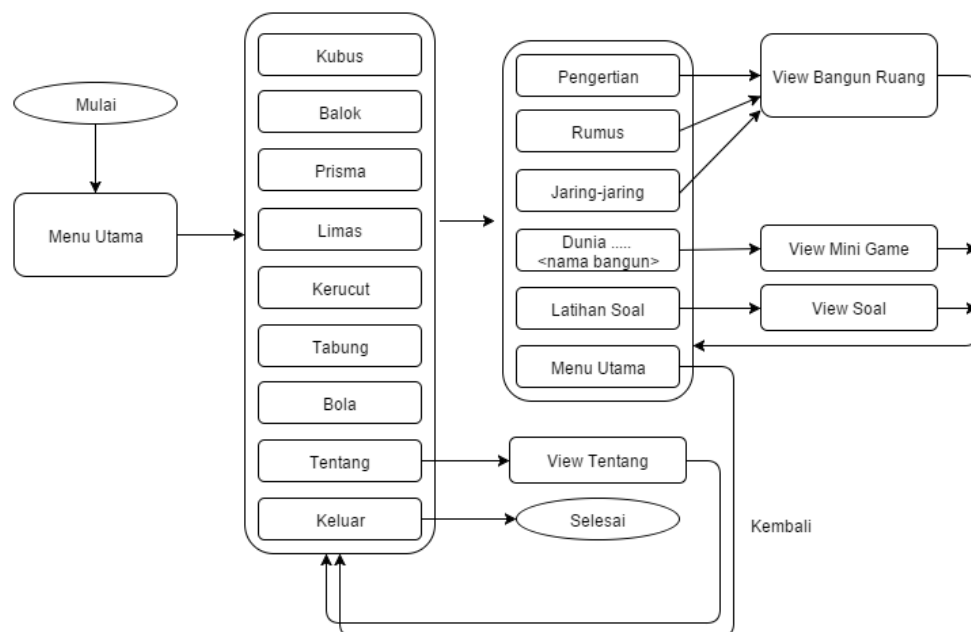 Mulai
Menu Utama
Kubus
Balok
Prisma
Limas
Kerucut
Tabung
Bola
Tentang
Keluar
Pengertian
Rumus
Jaring-jaring
Dunia .....
<nama bangun>
Latihan Soal
Menu Utama
View Bangun Ruang
View Mini Game
View Soal
View Tentang
Selesai
Kembali